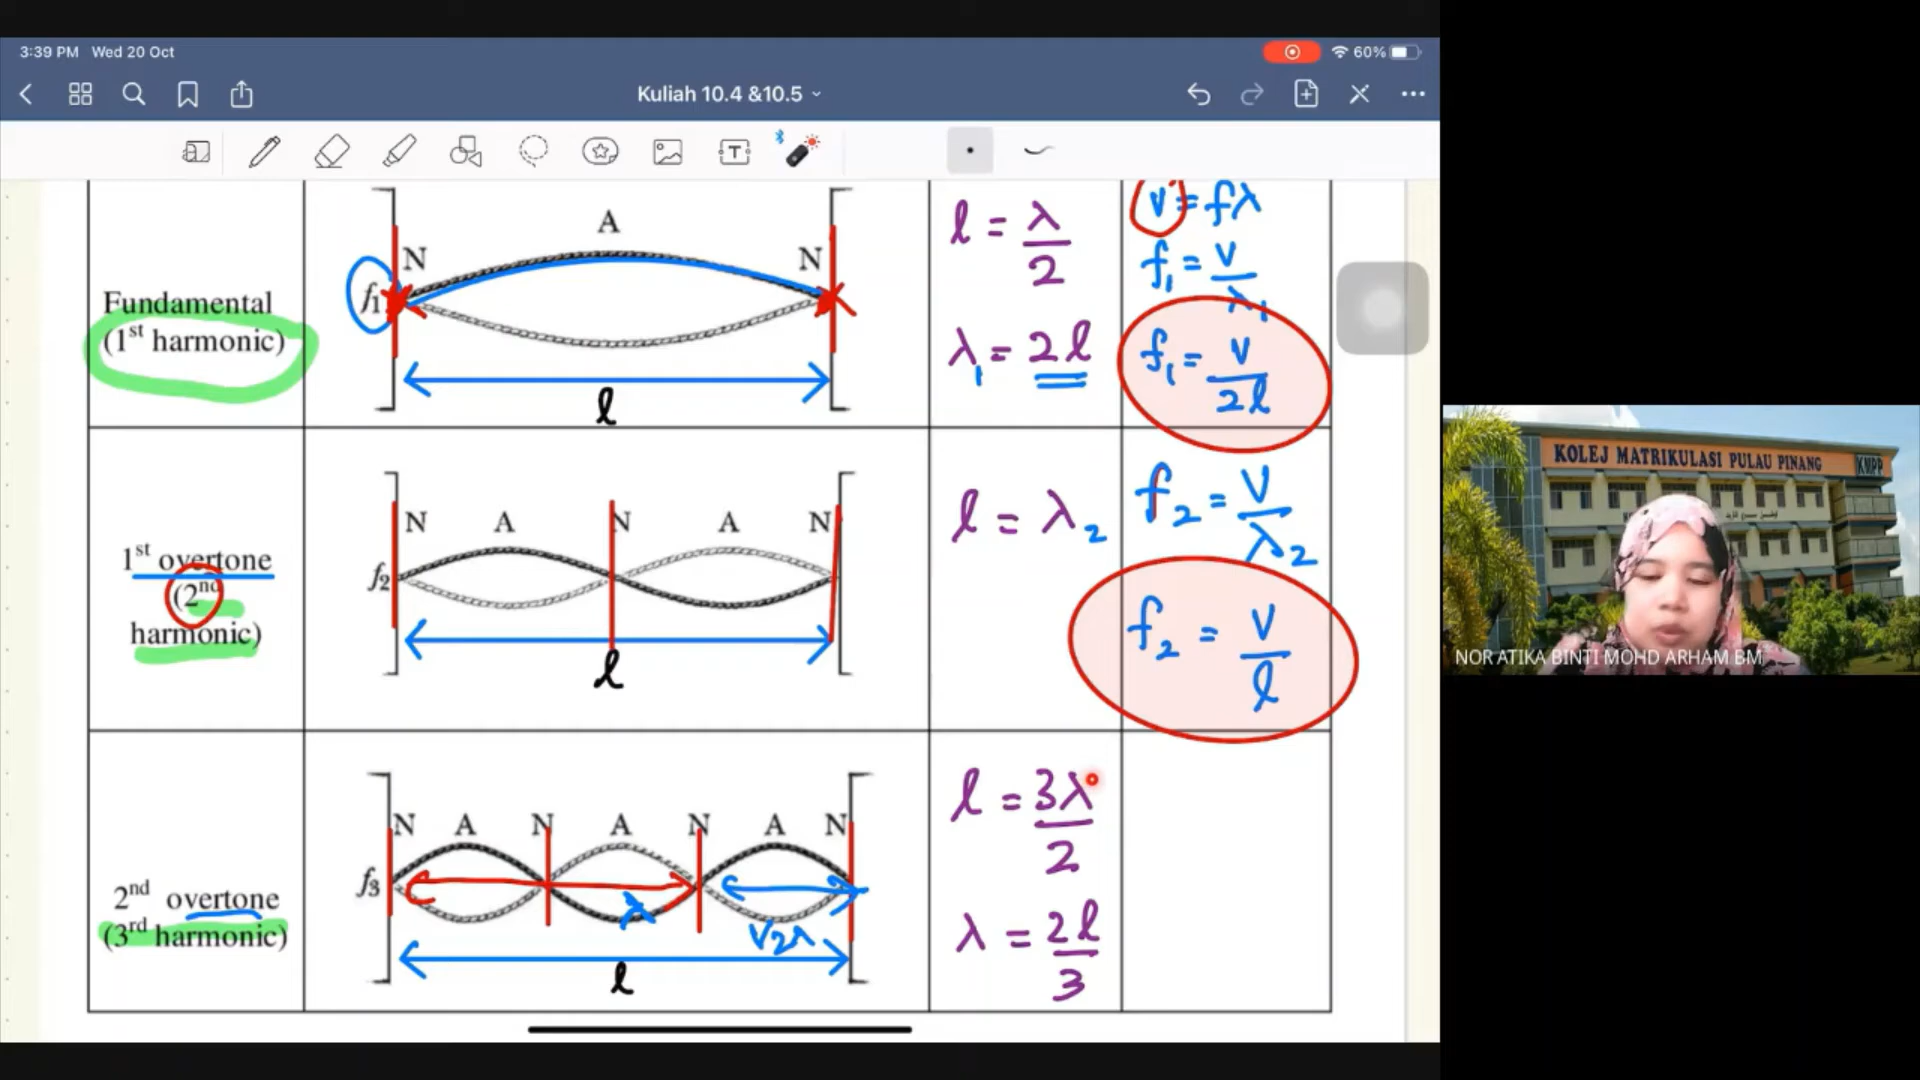 3:39 PM Wed 20 Oct
60%
Kuliah 10.4 &10.5
Fundamental
(1st harmonic)
f1
N
A
N
l
l = λ/2
λ1 = 2l
v = fλ
f1 = v/λ1
f1 = v/2l
1st overtone
(2nd
harmonic)
f2
N A N A N
l
l = λ2
f2 = v/λ2
f2 = v/l
2nd overtone
(3rd harmonic)
f3
N A N A N A N
λ
1/2λ
l
l = 3λ/2
λ = 2l/3
KOLEJ MATRIKULASI PULAU PINANG
KMPP
NOR ATIKA BINTI MOHD ARHAM BM